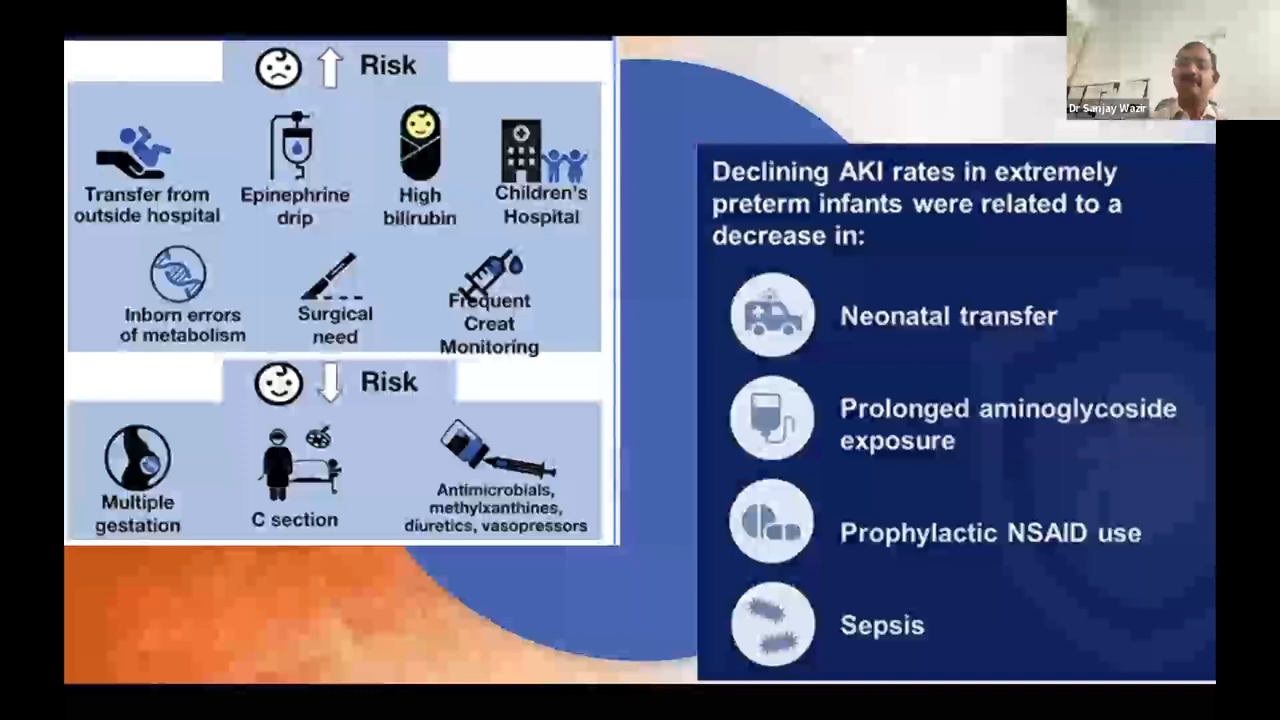 Risk
Transfer from
outside hospital
Epinephrine
drip
High
bilirubin
Children's
Hospital
Inborn errors
of metabolism
Surgical
need
Frequent
Creat
Monitoring
Risk
Multiple
gestation
C section
Antimicrobials,
methylxanthines,
diuretics, vasopressors
Dr Sanjay Wazir
Declining AKI rates in extremely
preterm infants were related to a
decrease in:
Neonatal transfer
Prolonged aminoglycoside
exposure
Prophylactic NSAID use
Sepsis